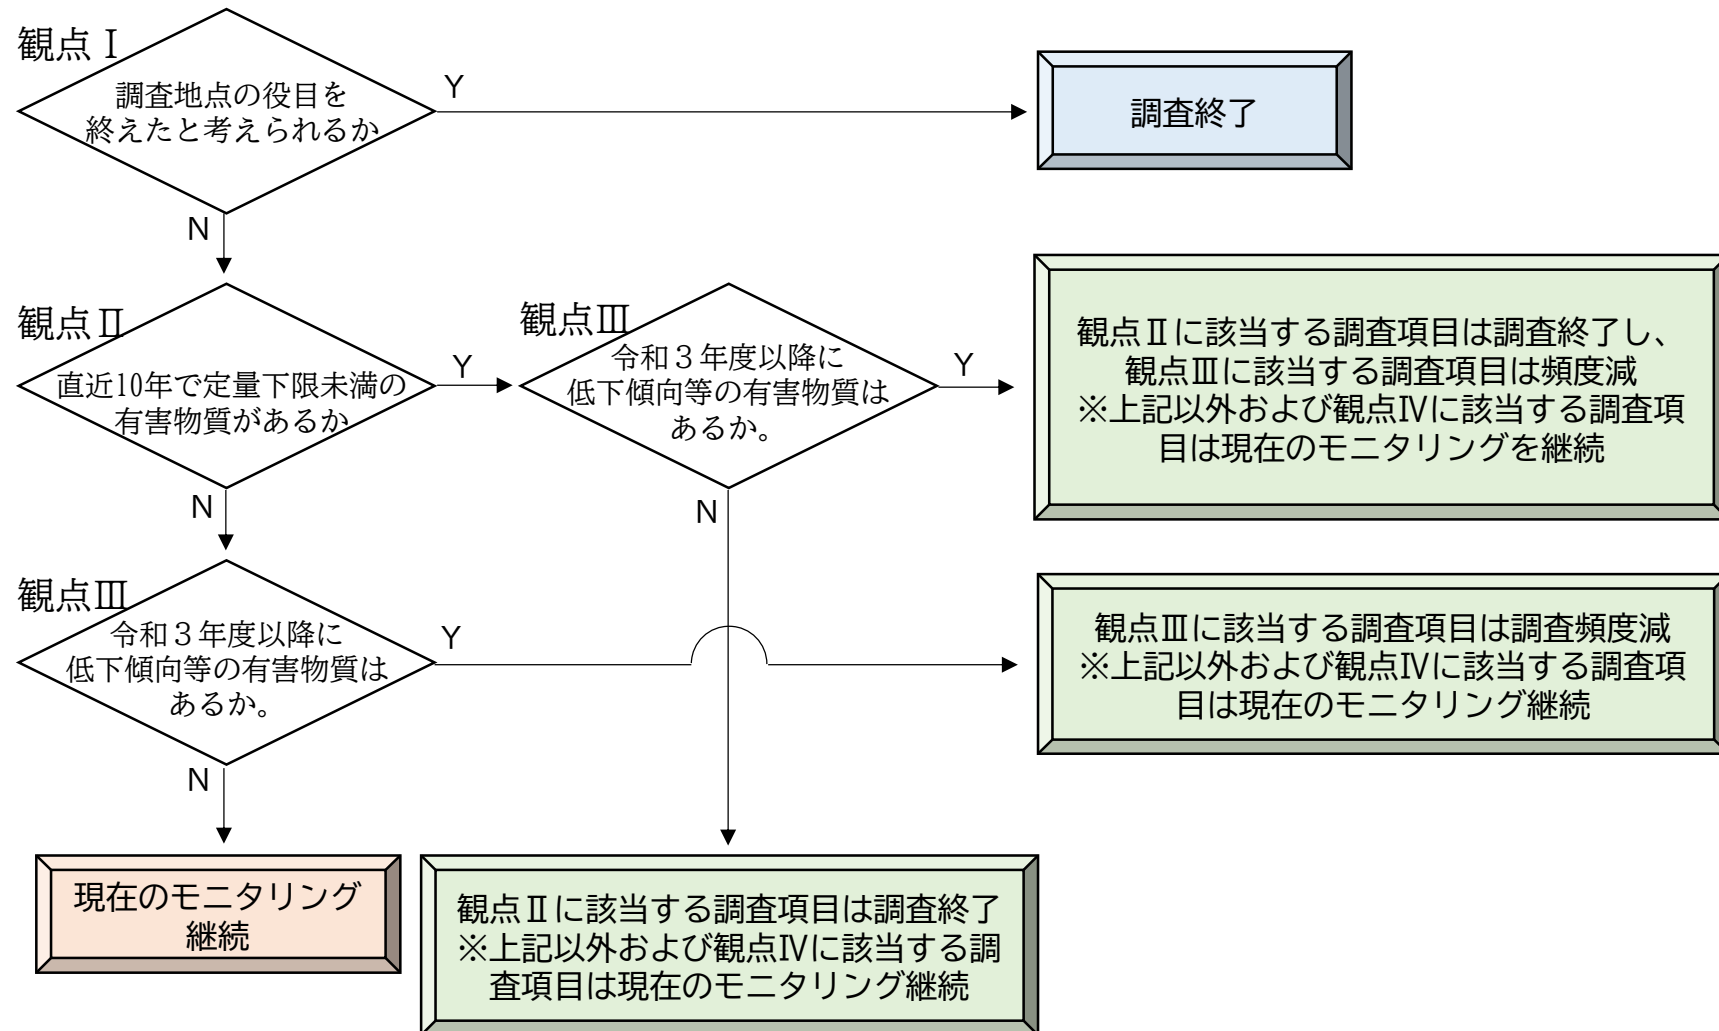 観点Ⅰ
調査地点の役目を
終えたと考えられるか
Y
調査終了
N
観点Ⅱ
直近10年で定量下限未満の
有害物質があるか
Y
観点Ⅲ
令和３年度以降に
低下傾向等の有害物質は
あるか。
Y
観点Ⅱに該当する調査項目は調査終了し、
観点Ⅲに該当する調査項目は頻度減
※上記以外および観点Ⅳに該当する調査項
目は現在のモニタリングを継続
N
N
観点Ⅲ
令和３年度以降に
低下傾向等の有害物質は
あるか。
Y
観点Ⅲに該当する調査項目は調査頻度減
※上記以外および観点Ⅳに該当する調査項
目は現在のモニタリング継続
N
現在のモニタリング
継続
観点Ⅱに該当する調査項目は調査終了
※上記以外および観点Ⅳに該当する調
査項目は現在のモニタリング継続